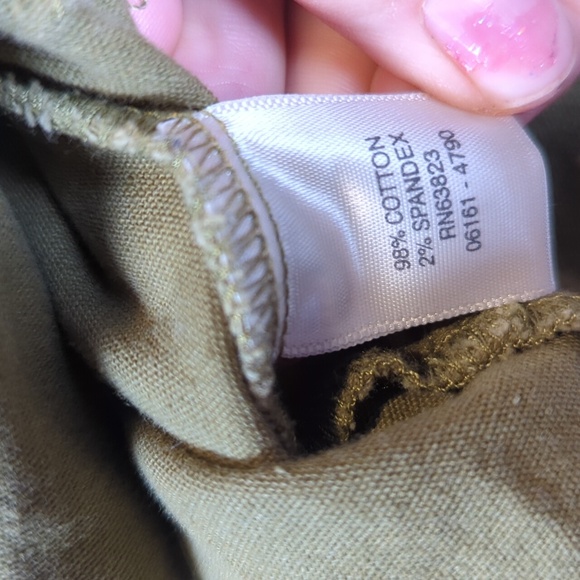 98% COTTON
2% SPANDEX
RN63823
06161 - 4790